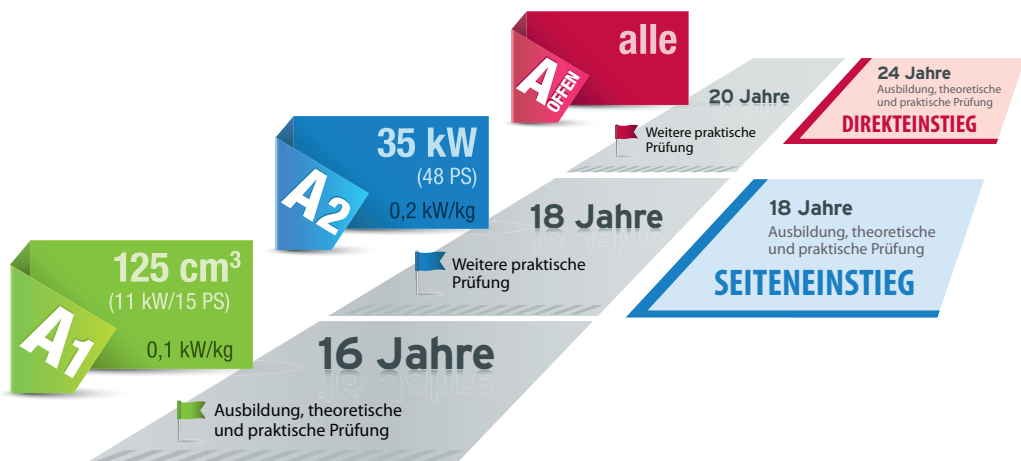 alle
A
OFFEN
20 Jahre
Weitere praktische
Prüfung
24 Jahre
Ausbildung, theoretische
und praktische Prüfung
DIREKTEINSTIEG
35 kW
(48 PS)
0,2 kW/kg
A2
18 Jahre
Weitere praktische
Prüfung
18 Jahre
Ausbildung, theoretische
und praktische Prüfung
SEITENEINSTIEG
125 cm³
(11 kW/15 PS)
0,1 kW/kg
A1
16 Jahre
Ausbildung, theoretische
und praktische Prüfung